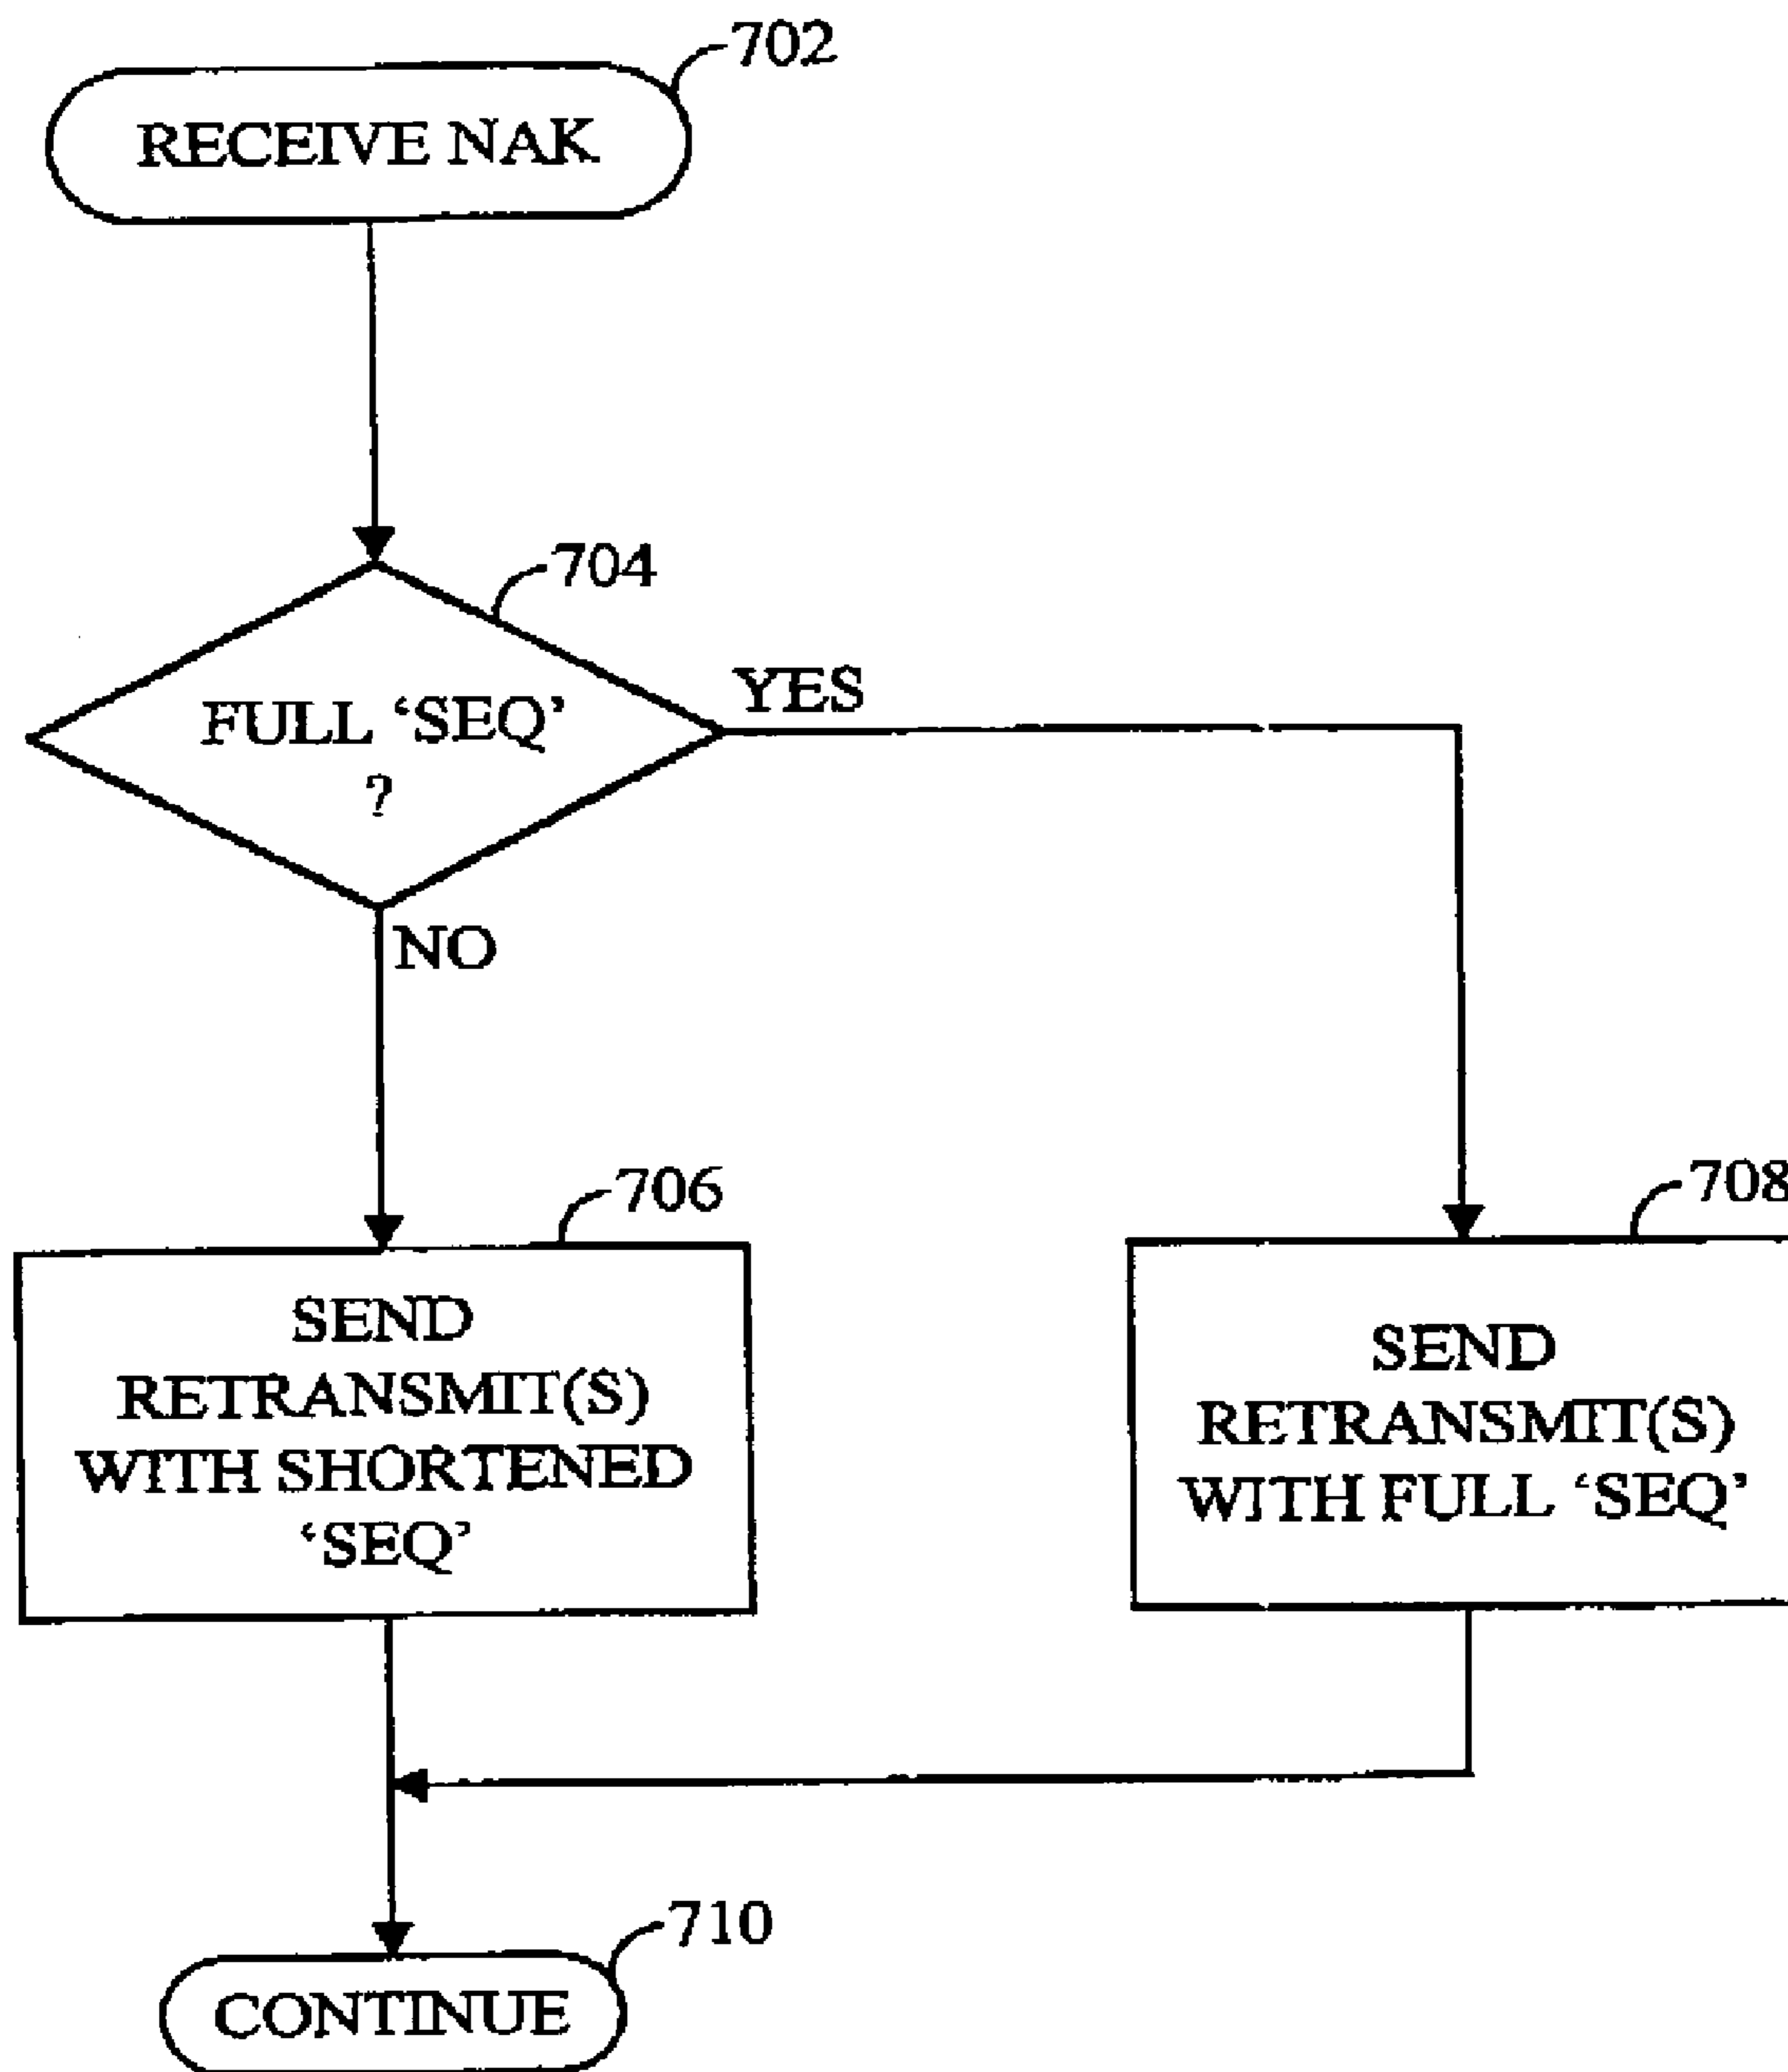 702
RECEIVE NAK
704
FULL ‘SEQ’
?
YES
NO
706
SEND
RETRANSMIT(S)
WITH SHORTENED
‘SEQ’
708
SEND
RETRANSMIT(S)
WITH FULL ‘SEQ’
710
CONTINUE